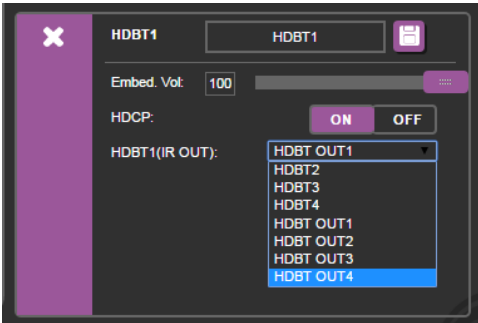 HDBT1 HDBT1
Embed. Vol: 100
HDCP: ON OFF
HDBT1(IR OUT): HDBT OUT1
HDBT2
HDBT3
HDBT4
HDBT OUT1
HDBT OUT2
HDBT OUT3
HDBT OUT4